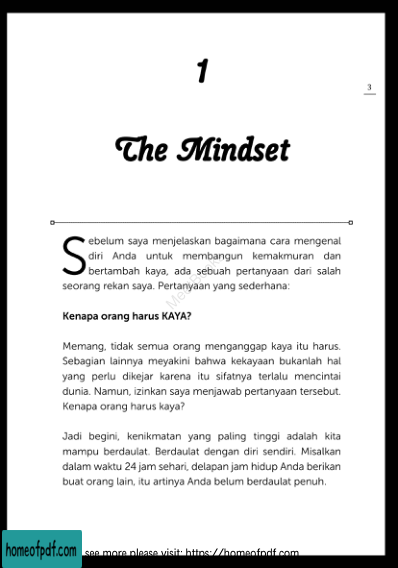 1
3
The Mindset
Sebelum saya menjelaskan bagaimana cara mengenal
diri Anda untuk membangun kemakmuran dan
bertambah kaya, ada sebuah pertanyaan dari salah
seorang rekan saya. Pertanyaan yang sederhana:
Kenapa orang harus KAYA?
Memang, tidak semua orang menganggap kaya itu harus.
Sebagian lainnya meyakini bahwa kekayaan bukanlah hal
yang perlu dikejar karena itu sifatnya terlalu mencintai
dunia. Namun, izinkan saya menjawab pertanyaan tersebut.
Kenapa orang harus kaya?
Jadi begini, kenikmatan yang paling tinggi adalah kita
mampu berdaulat. Berdaulat dengan diri sendiri. Misalkan
dalam waktu 24 jam sehari, delapan jam hidup Anda berikan
buat orang lain, itu artinya Anda belum berdaulat penuh.
homeofpdf.com
see more please visit: https://homeofpdf.com